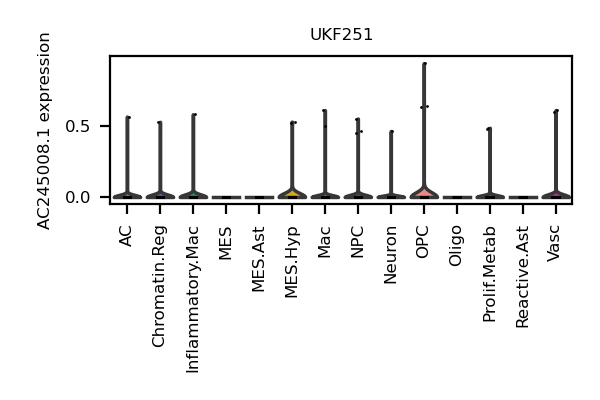 UKF251
AC245008.1 expression
0.5
0.0
AC
Chromatin.Reg
Inflammatory.Mac
MES
MES.Ast
MES.Hyp
Mac
NPC
Neuron
OPC
Oligo
Prolif.Metab
Reactive.Ast
Vasc